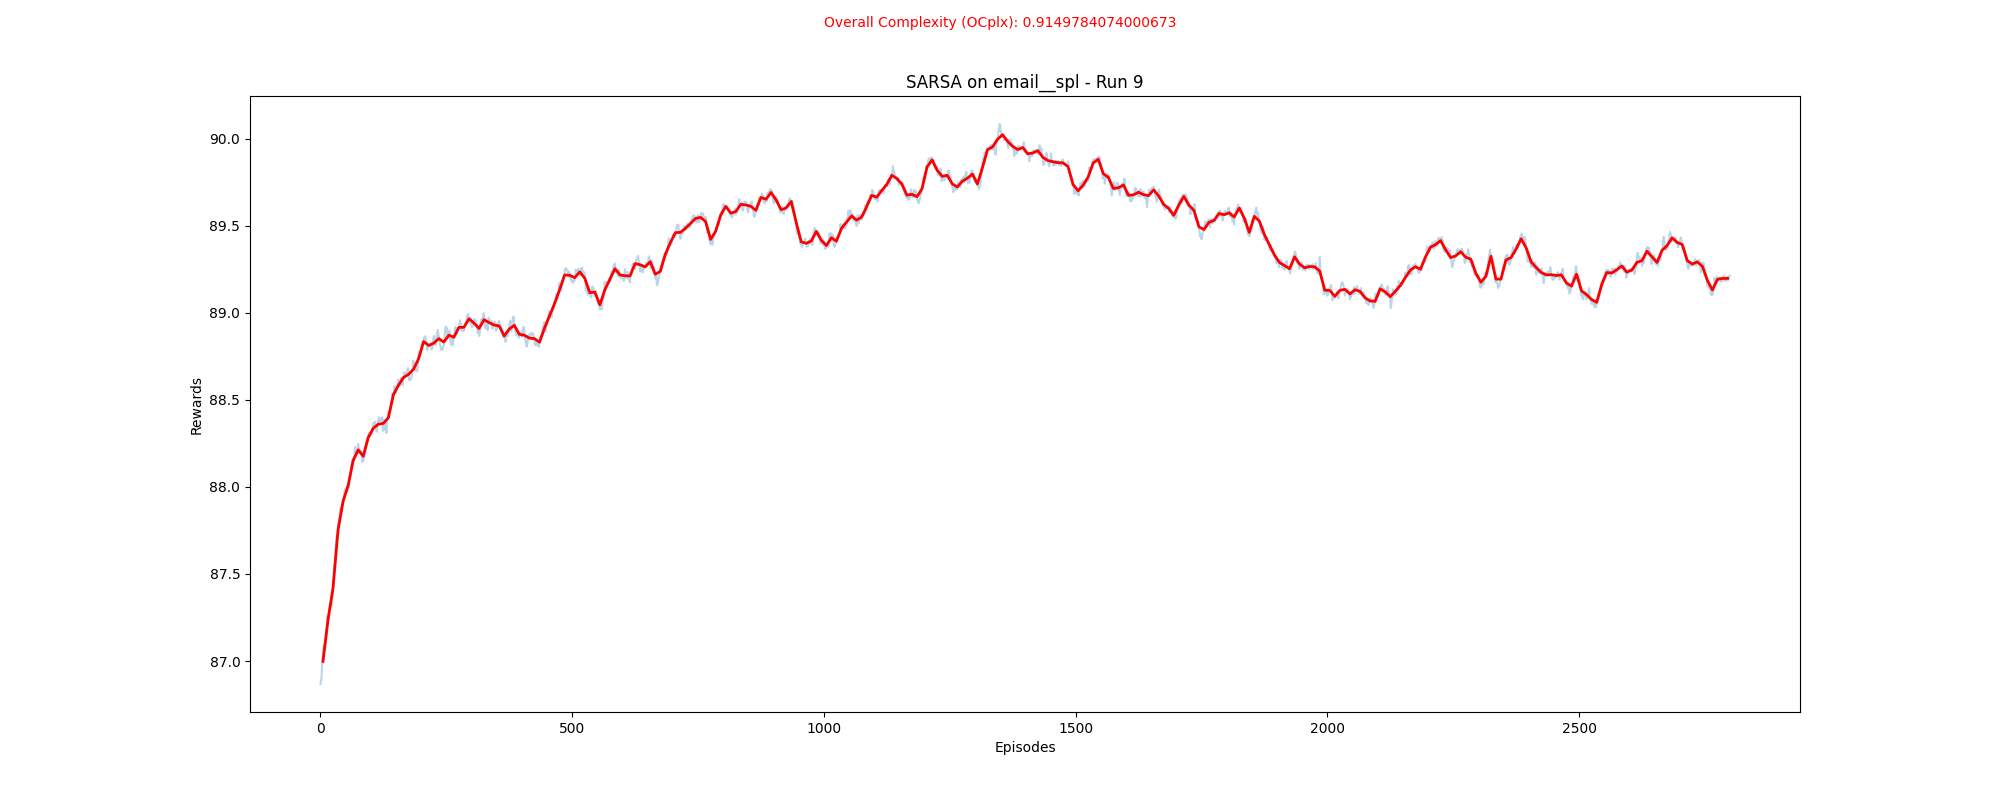 Overall Complexity (OCplx): 0.9149784074000673
SARSA on email__spl - Run 9
90.0
89.5
89.0
88.5
88.0
87.5
87.0
Rewards
0 500 1000 1500 2000 2500
Episodes